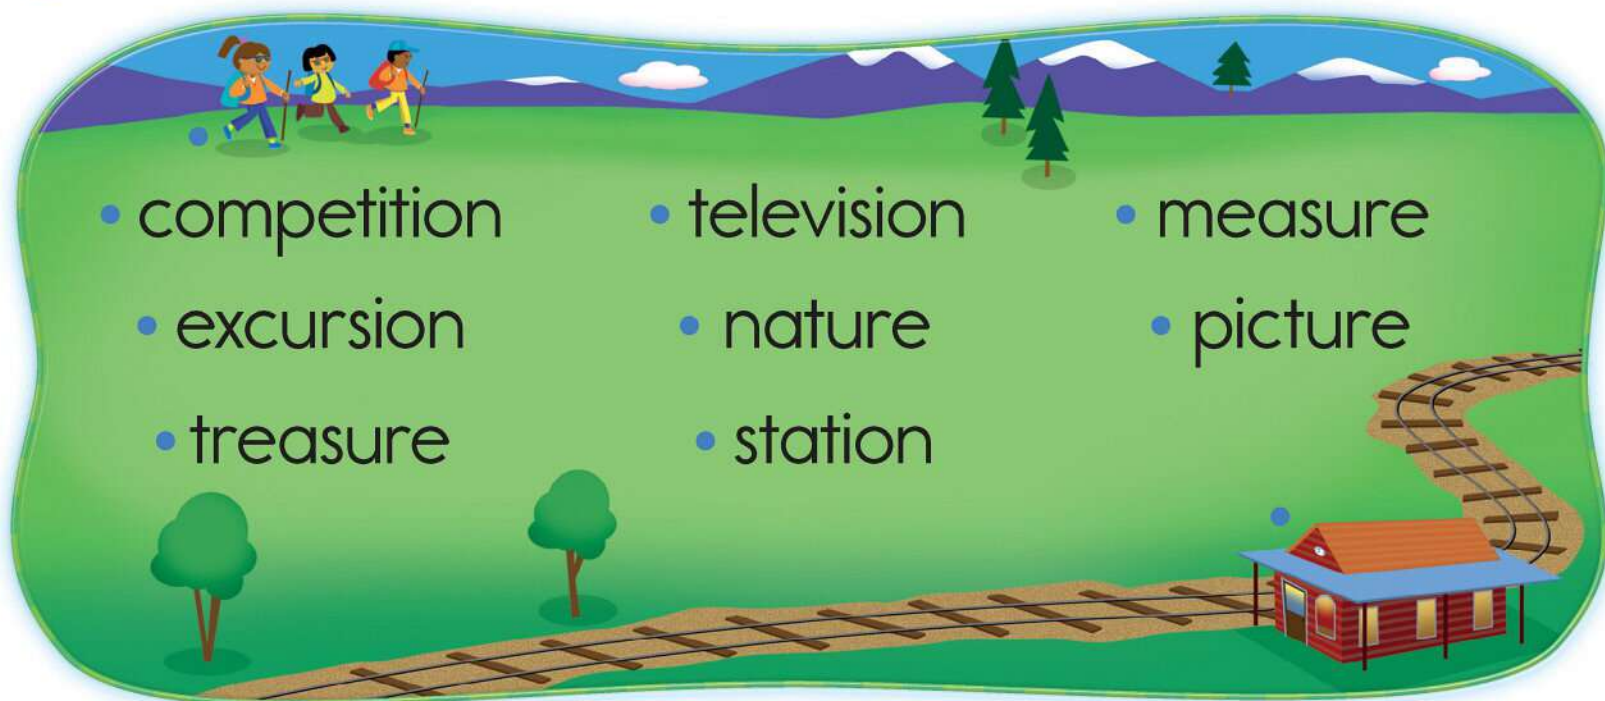 • competition • television • measure
• excursion • nature • picture
• treasure • station